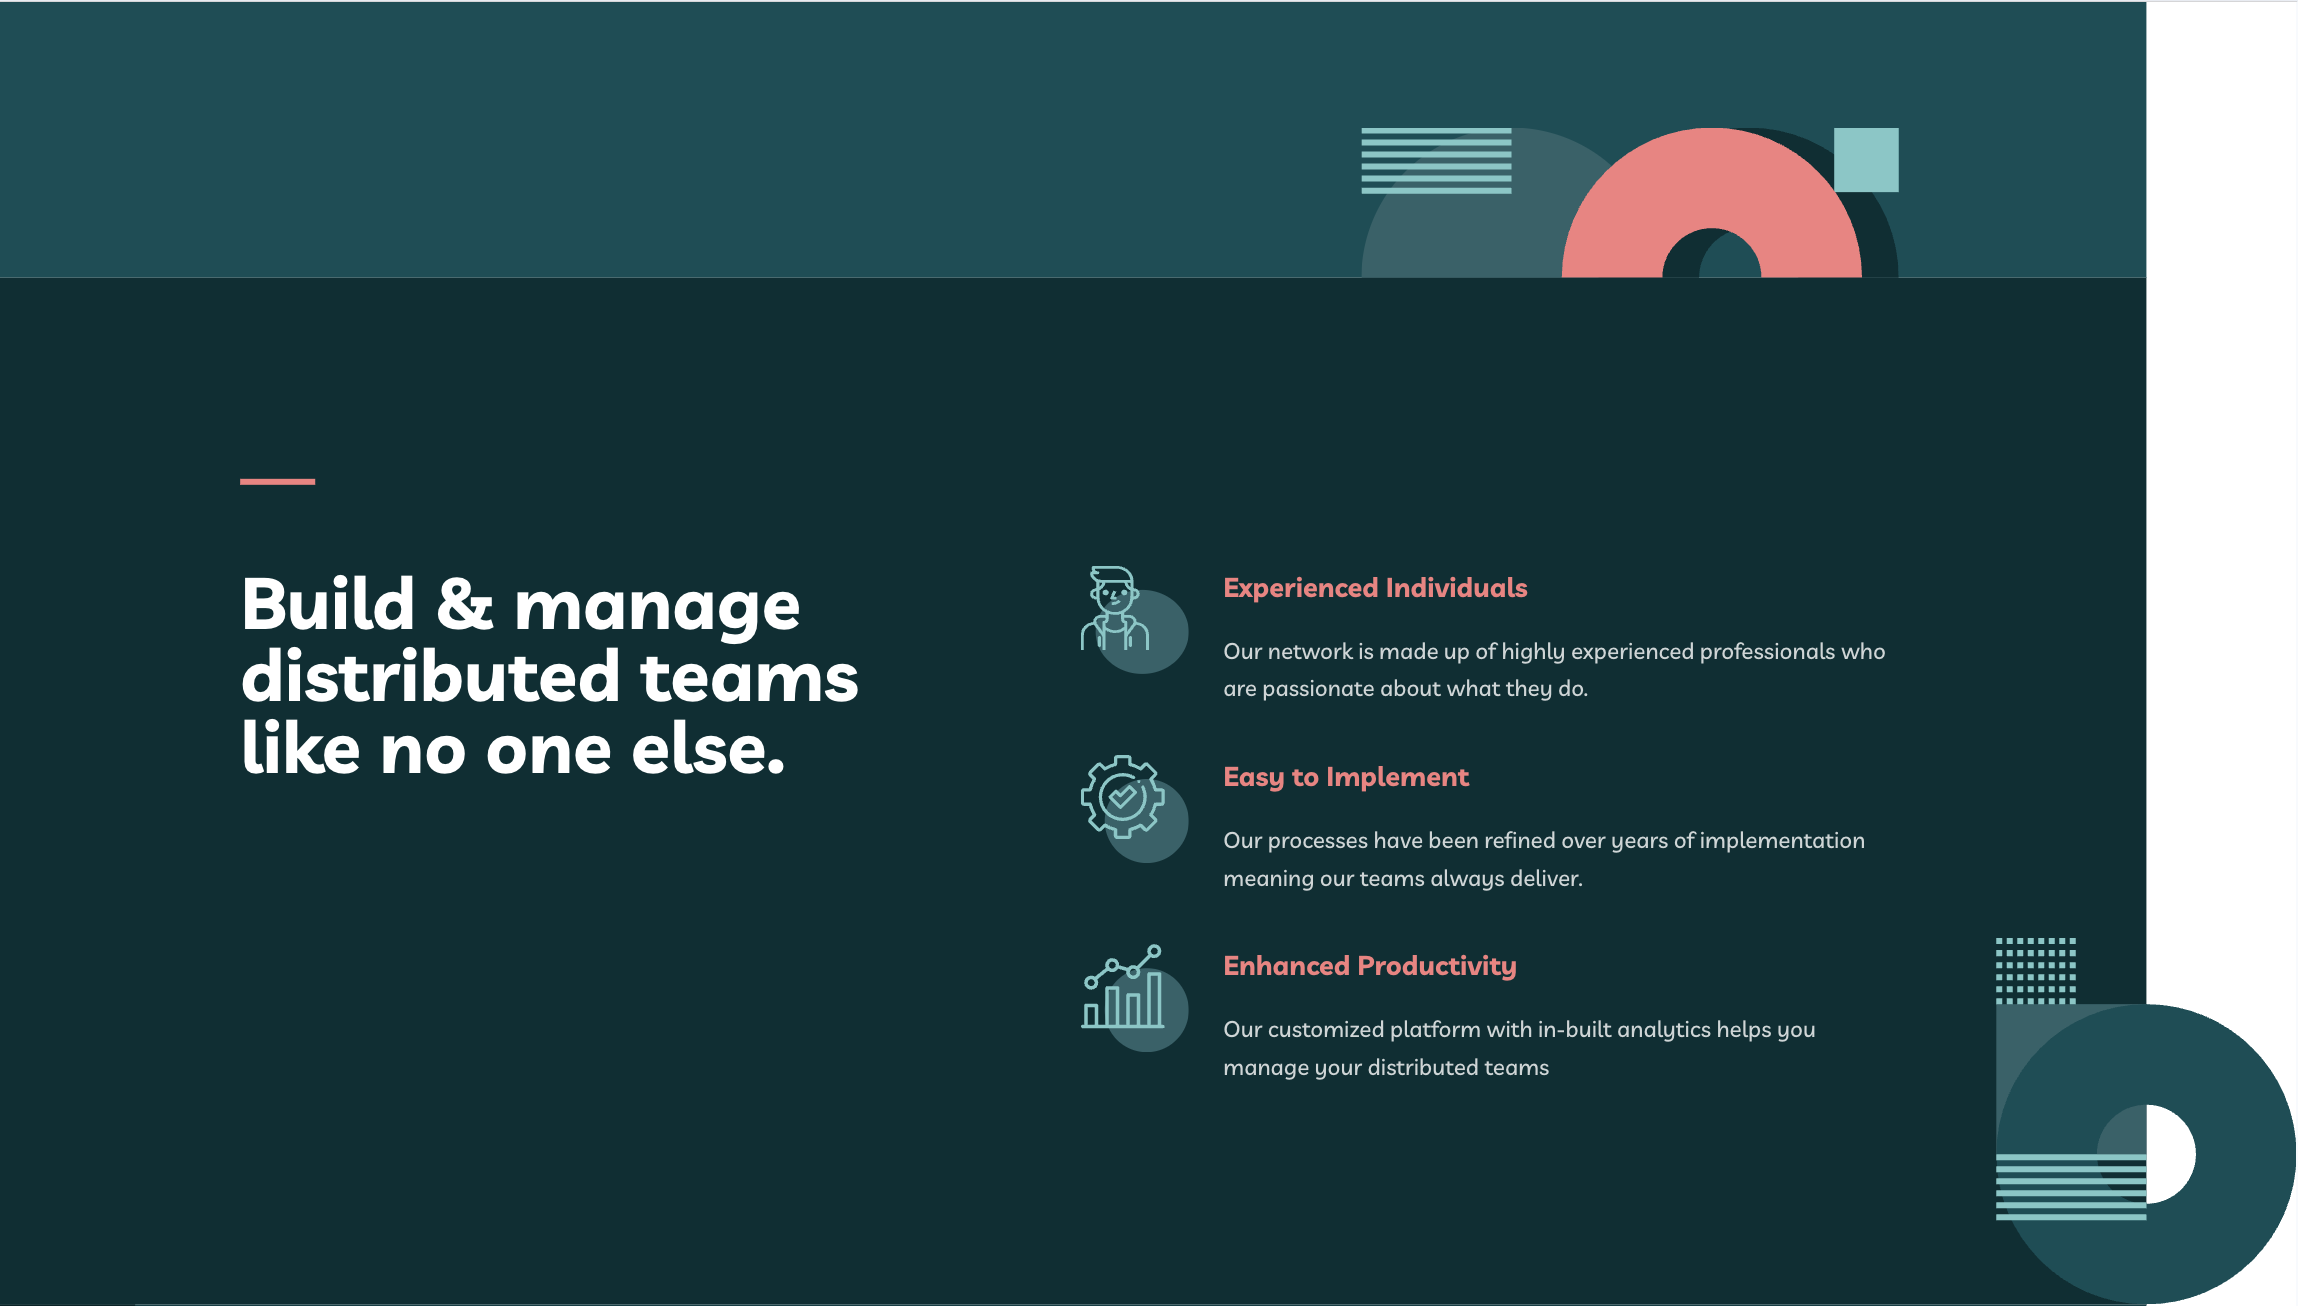 Build & manage
distributed teams
like no one else.
Experienced Individuals
Our network is made up of highly experienced professionals who
are passionate about what they do.
Easy to Implement
Our processes have been refined over years of implementation
meaning our teams always deliver.
Enhanced Productivity
Our customized platform with in-built analytics helps you
manage your distributed teams